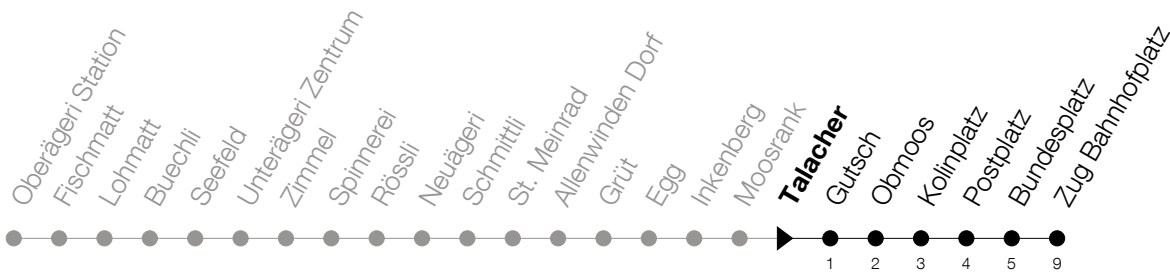 Oberägeri Station
Fischmatt
Lohmatt
Buechli
Seefeld
Unterägeri Zentrum
Zimmel
Spinnerei
Rössli
Neuägeri
Schmittli
St. Meinrad
Allenwinden Dorf
Grüt
Egg
Inkenberg
Moosrank
Talacher
Gutsch
Obmoos
Kolinplatz
Postplatz
Bundesplatz
Zug Bahnhofplatz
1 2 3 4 5 9